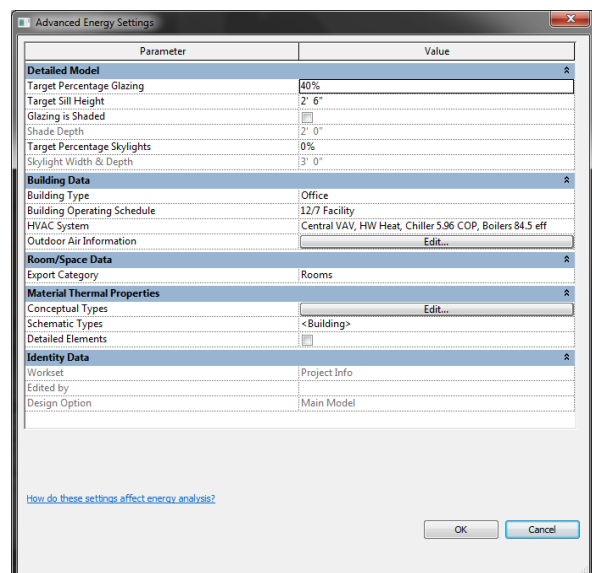 Advanced Energy Settings
Parameter Value
Detailed Model
Target Percentage Glazing 40%
Target Sill Height 2' 6"
Glazing is Shaded
Shade Depth 2' 0"
Target Percentage Skylights 0%
Skylight Width & Depth 3' 0"
Building Data
Building Type Office
Building Operating Schedule 12/7 Facility
HVAC System Central VAV, HW Heat, Chiller 5.96 COP, Boilers 84.5 eff
Outdoor Air Information Edit...
Room/Space Data
Export Category Rooms
Material Thermal Properties
Conceptual Types Edit...
Schematic Types <Building>
Detailed Elements
Identity Data
Workset Project Info
Edited by
Design Option Main Model
How do these settings affect energy analysis?
OK Cancel